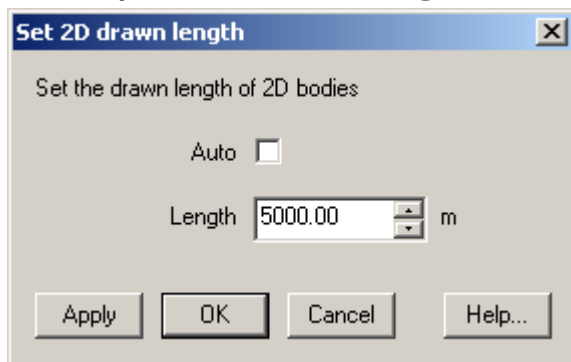 Set 2D drawn length
Set the drawn length of 2D bodies
Auto
Length 5000.00 m
Apply OK Cancel Help...